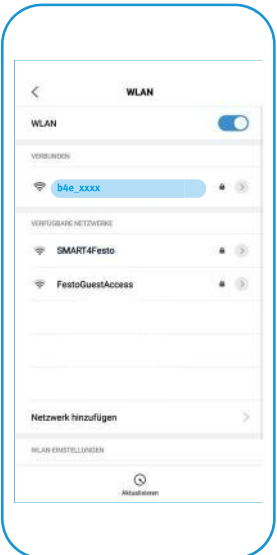 WLAN
WLAN
VERBUNDEN
b4e_xxxx
VERFÜGBARE NETZWERKE
SMART4Festo
FestoGuestAccess
Netzwerk hinzufügen
WLAN-EINSTELLUNGEN
Aktualisieren